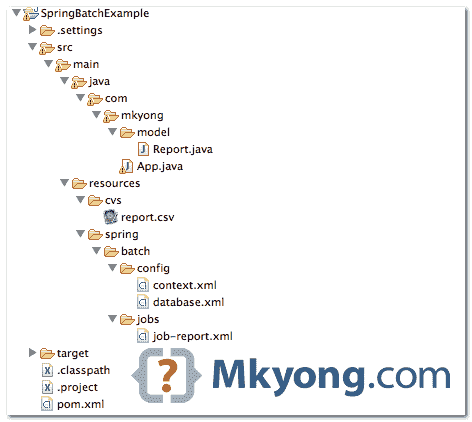 SpringBatchExample
.settings
src
main
java
com
mkyong
model
Report.java
App.java
resources
cvs
report.csv
spring
batch
config
context.xml
database.xml
jobs
job-report.xml
target
.classpath
.project
pom.xml
{?} Mkyong.com